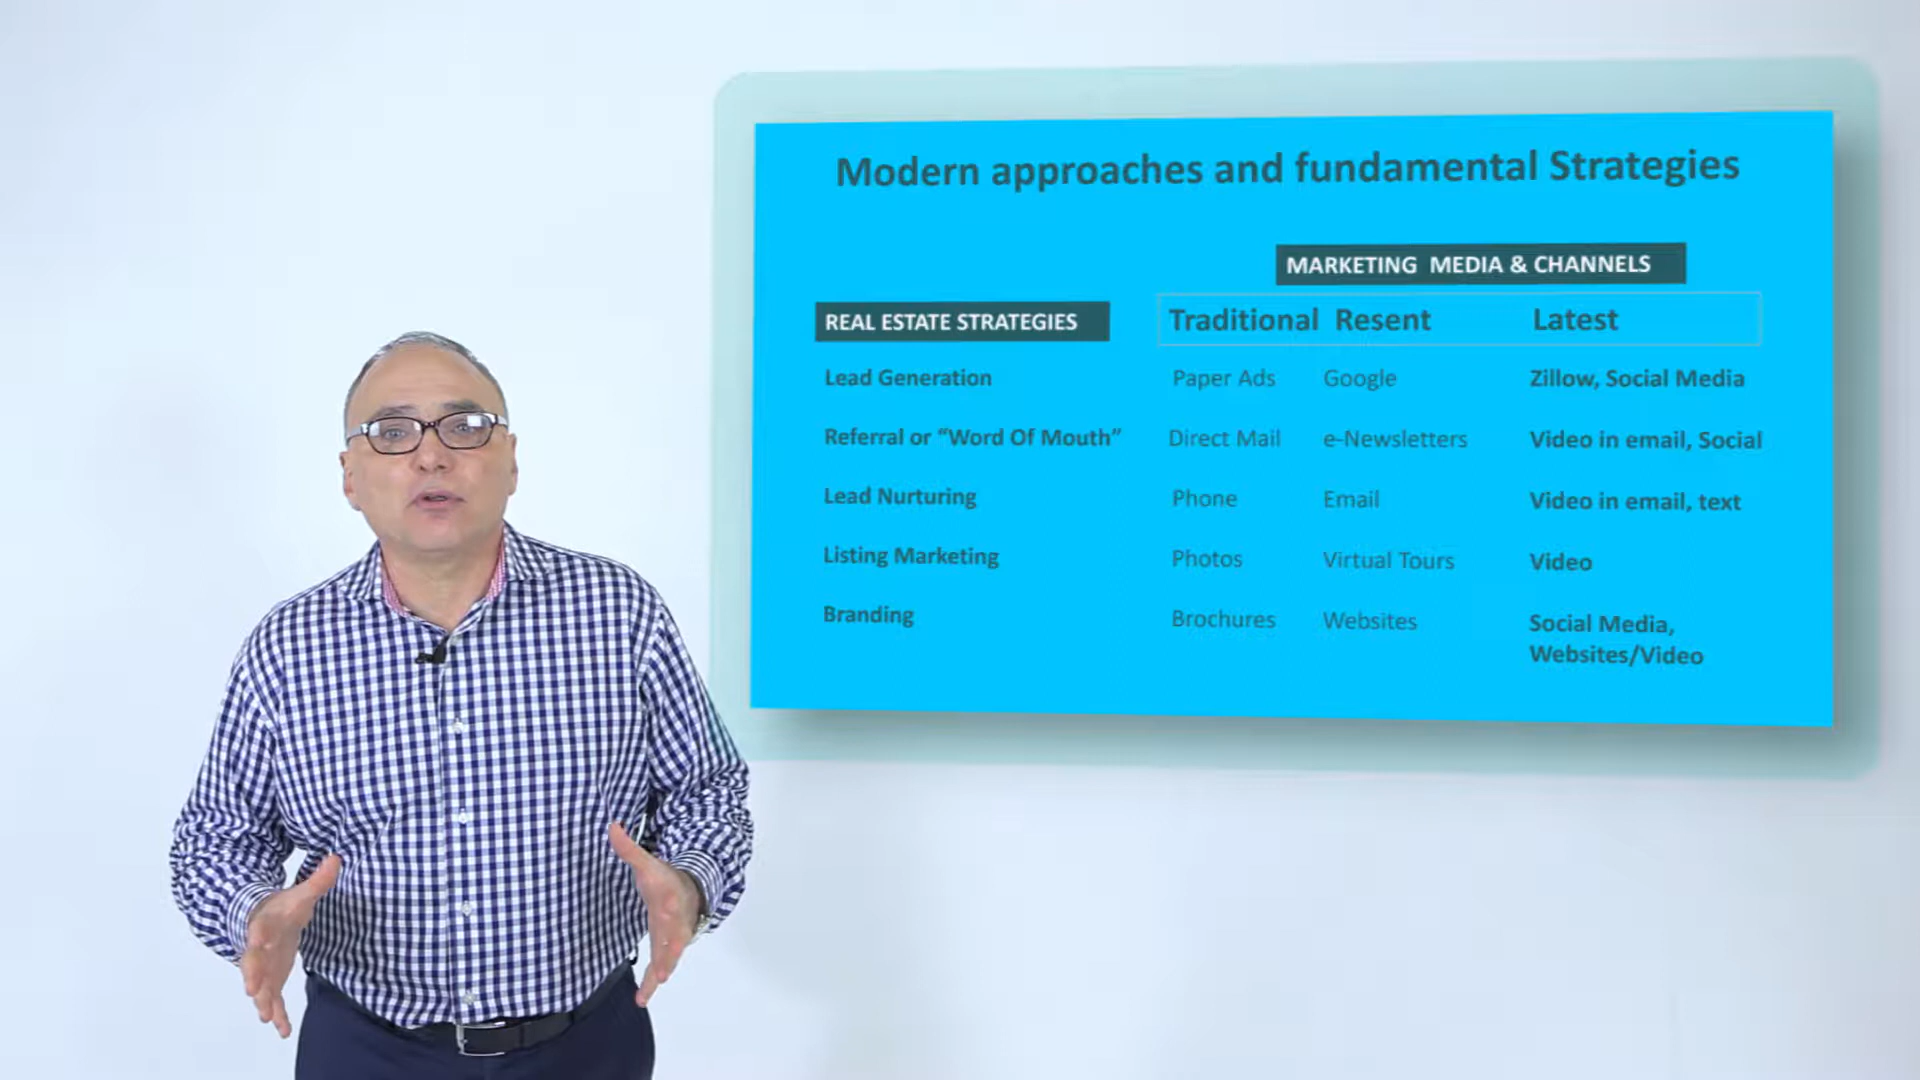 Modern approaches and fundamental Strategies
MARKETING MEDIA & CHANNELS
REAL ESTATE STRATEGIES Traditional Resent Latest
Lead Generation Paper Ads Google Zillow, Social Media
Referral or “Word Of Mouth” Direct Mail e-Newsletters Video in email, Social
Lead Nurturing Phone Email Video in email, text
Listing Marketing Photos Virtual Tours Video
Branding Brochures Websites Social Media,
Websites/Video